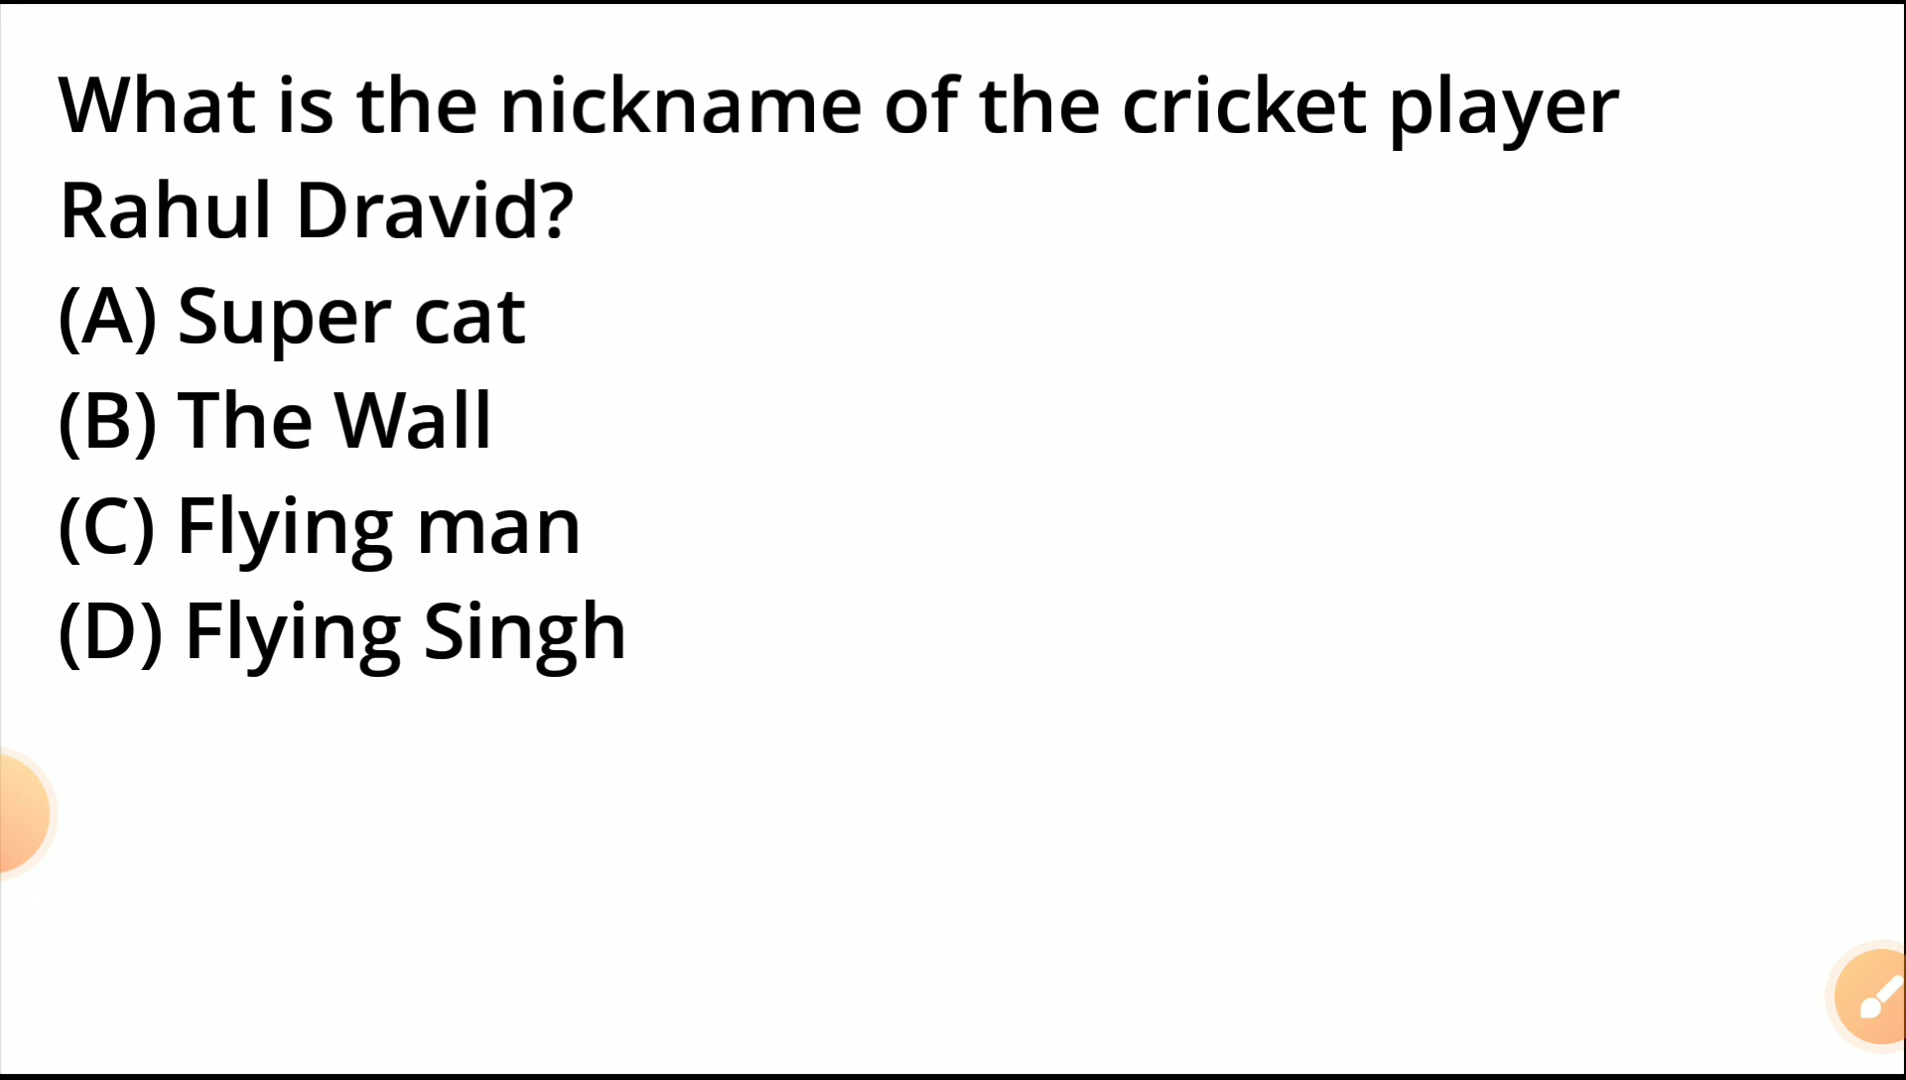 What is the nickname of the cricket player
Rahul Dravid?
(A) Super cat
(B) The Wall
(C) Flying man
(D) Flying Singh